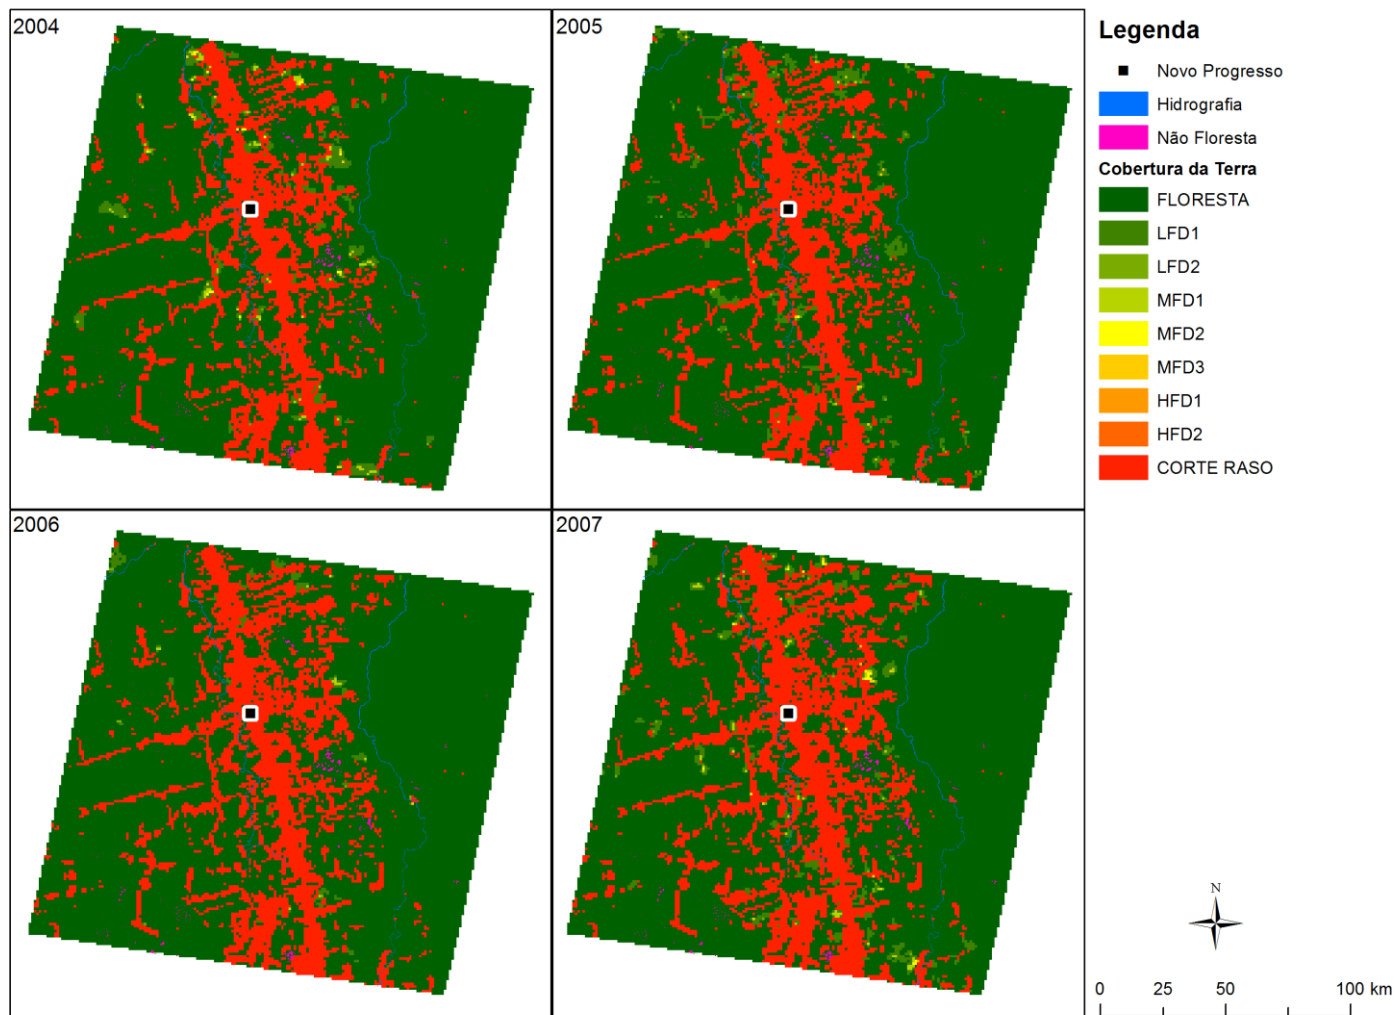 2004
2005
2006
2007
Legenda
Novo Progresso
Hidrografia
Não Floresta
Cobertura da Terra
FLORESTA
LFD1
LFD2
MFD1
MFD2
MFD3
HFD1
HFD2
CORTE RASO
N
0 25 50 100 km